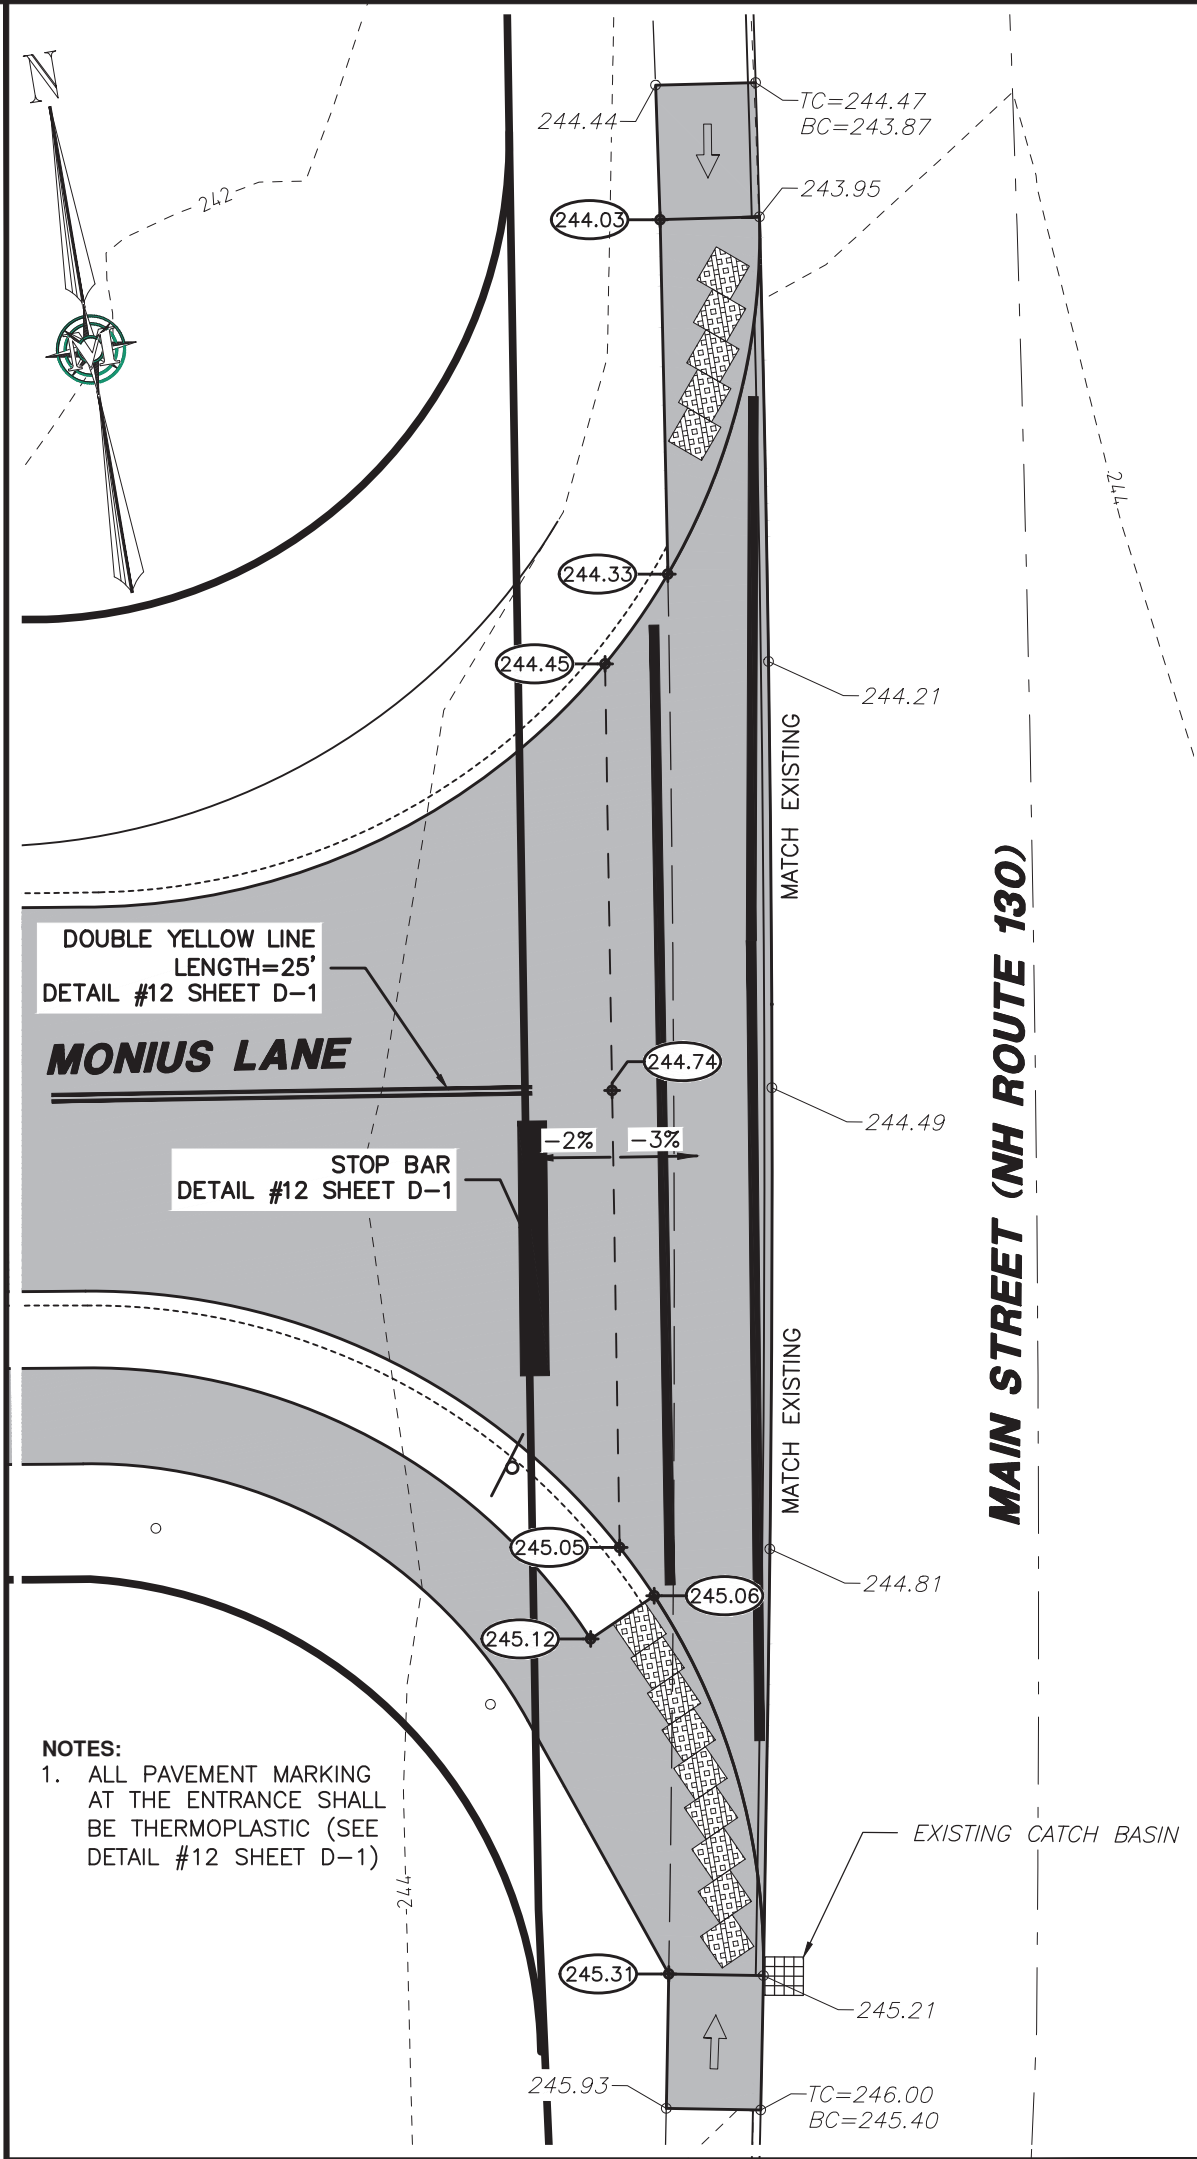 N
TC=244.47
BC=243.87
244.44
243.95
242
244.03
244.33
244
244.45
244.21
MATCH EXISTING
DOUBLE YELLOW LINE
LENGTH=25'
DETAIL #12 SHEET D-1
MONIUS LANE
244.74
244.49
-2%
-3%
STOP BAR
DETAIL #12 SHEET D-1
MAIN STREET (NH ROUTE 130)
MATCH EXISTING
245.05
244.81
245.06
245.12
NOTES:
1. ALL PAVEMENT MARKING
AT THE ENTRANCE SHALL
BE THERMOPLASTIC (SEE
DETAIL #12 SHEET D-1)
EXISTING CATCH BASIN
244
245.31
245.21
245.93
TC=246.00
BC=245.40